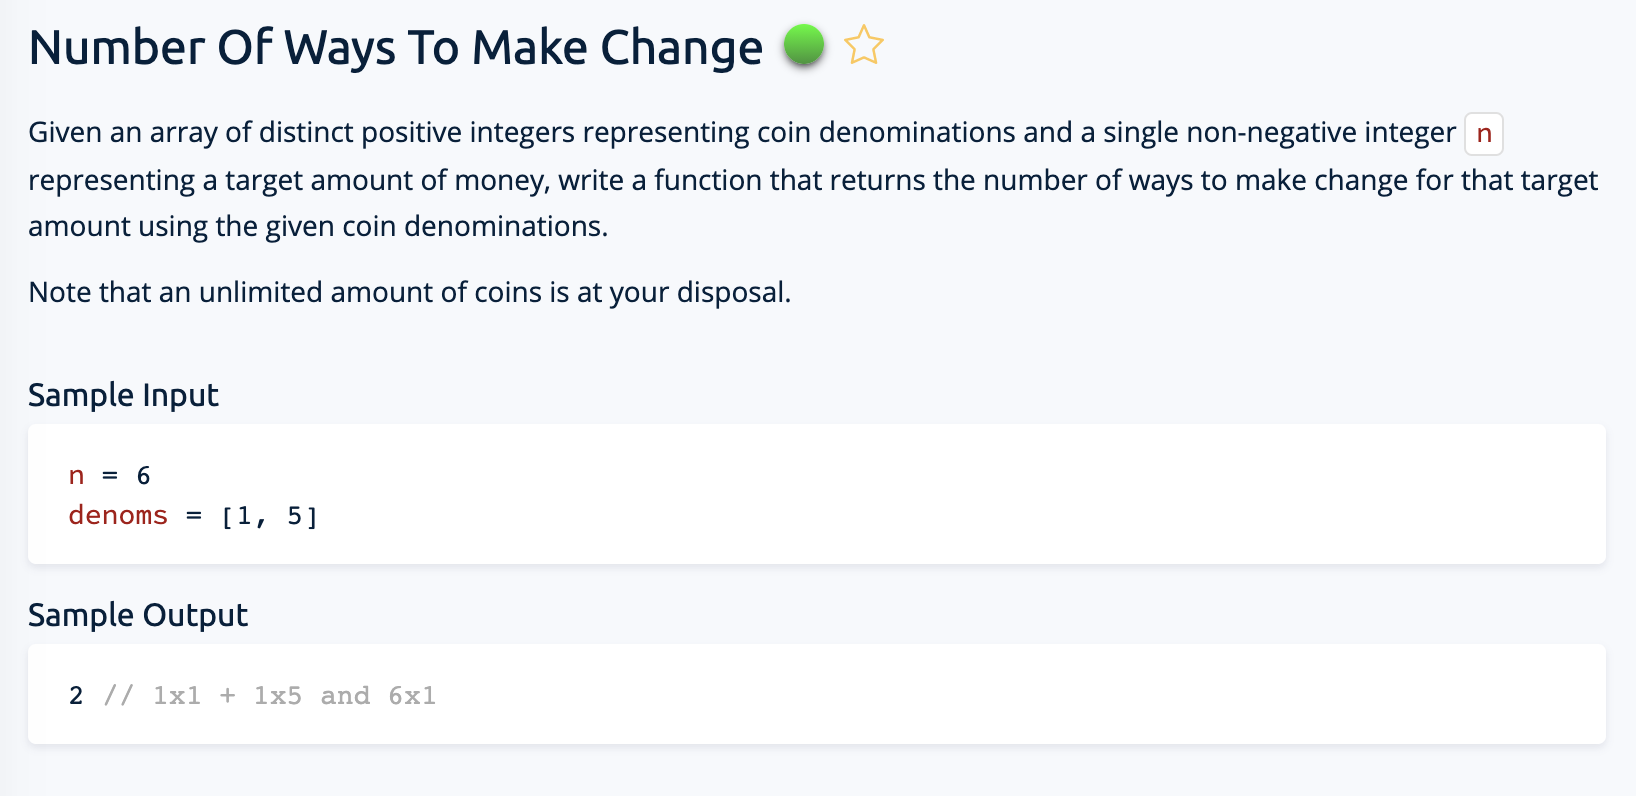 Number Of Ways To Make Change
Given an array of distinct positive integers representing coin denominations and a single non-negative integer n
representing a target amount of money, write a function that returns the number of ways to make change for that target
amount using the given coin denominations.
Note that an unlimited amount of coins is at your disposal.
Sample Input
n = 6
denoms = [1, 5]
Sample Output
2 // 1x1 + 1x5 and 6x1